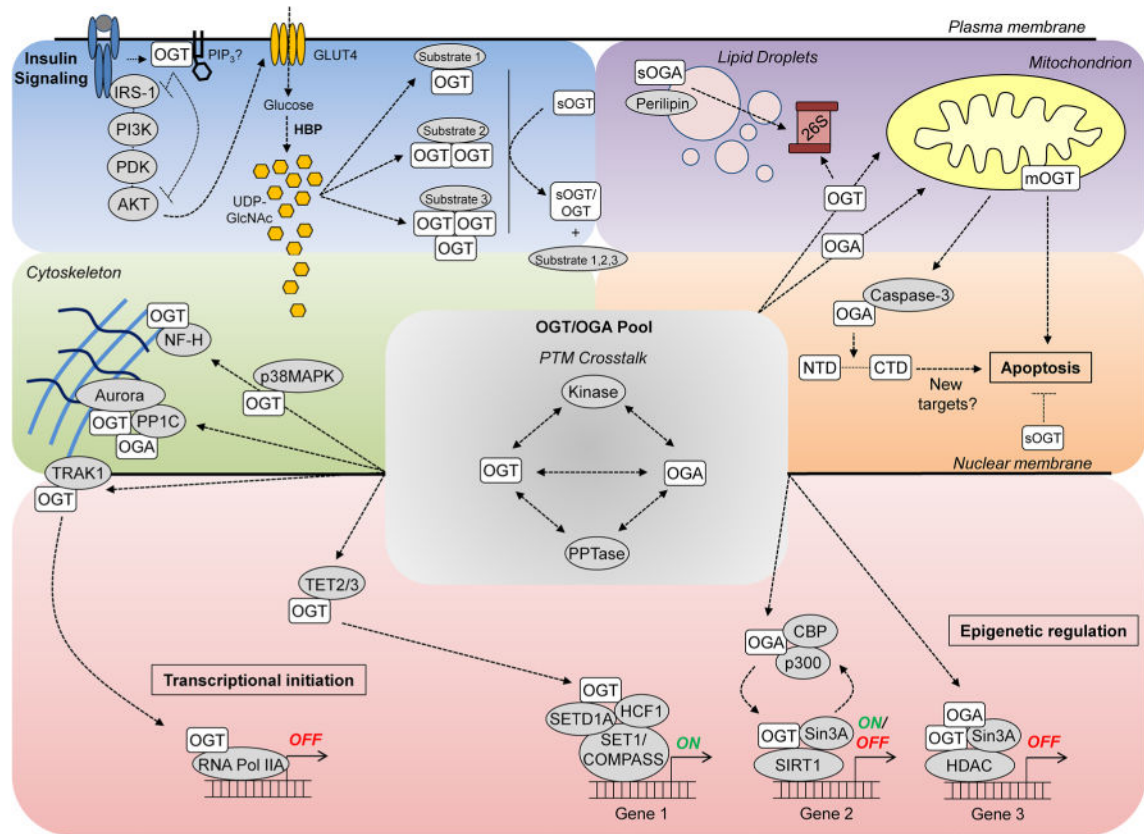 Plasma membrane
Insulin
Signaling
OGT
PIP3?
GLUT4
IRS-1
PI3K
PDK
AKT
Glucose
HBP
UDP-
GlcNAc
Substrate 1
OGT
Substrate 2
OGT OGT
Substrate 3
OGT OGT
OGT
sOGT
sOGT/
OGT
+
Substrate 1,2,3
Lipid Droplets
sOGA
Perilipin
26S
Mitochondrion
mOGT
OGT
OGA
Cytoskeleton
OGT
NF-H
p38MAPK
OGT
Aurora
OGT
PP1C
OGA
TRAK1
OGT
OGT/OGA Pool
PTM Crosstalk
Kinase
OGT
OGA
PPTase
Caspase-3
OGA
NTD
CTD
New
targets?
Apoptosis
sOGT
Nuclear membrane
TET2/3
OGT
Transcriptional initiation
OGT
RNA Pol IIA
OFF
OGT
SETD1A
HCF1
SET1/
COMPASS
ON
Gene 1
OGA
CBP
p300
OGT
Sin3A
SIRT1
ON/
OFF
Gene 2
Epigenetic regulation
OGA
OGT
Sin3A
HDAC
OFF
Gene 3